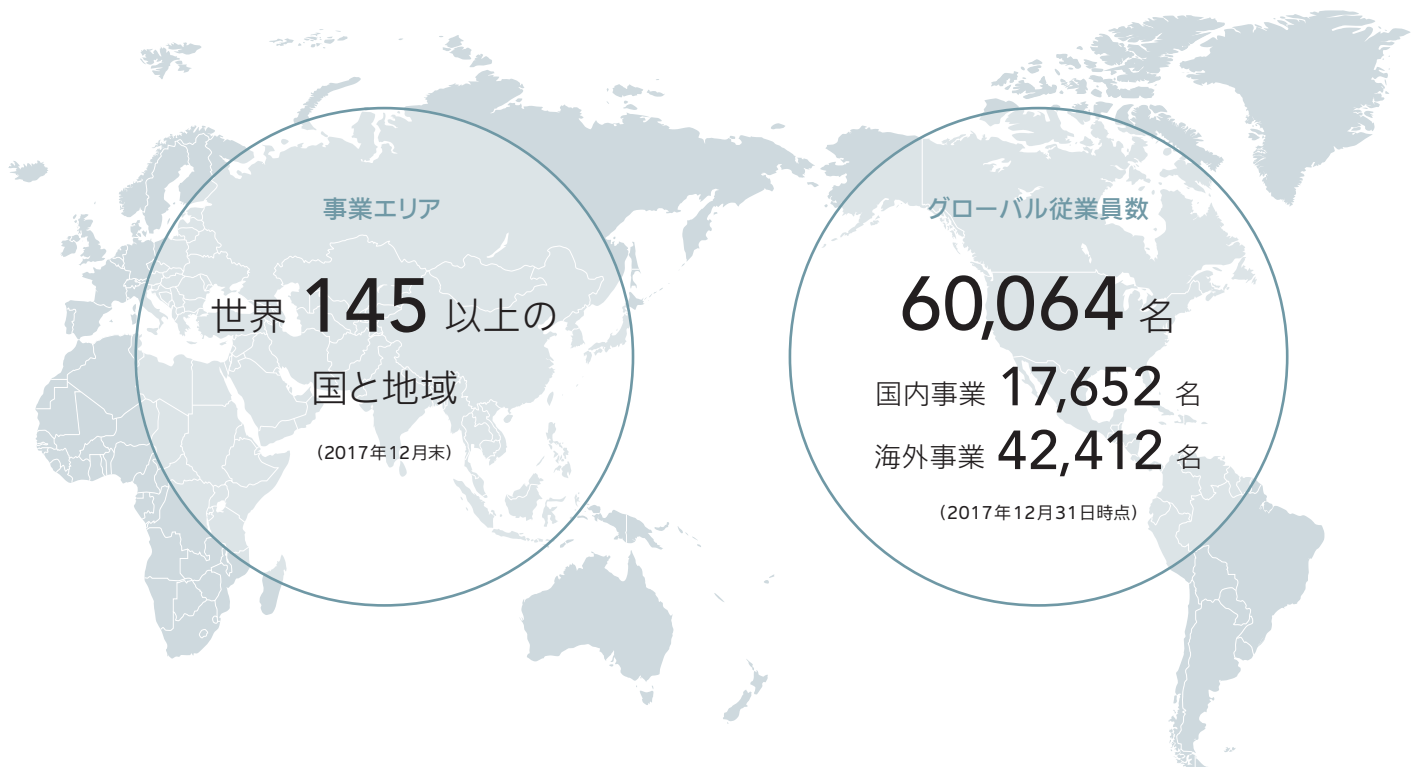 事業エリア
世界 145 以上の
国と地域
（2017年12月末）
グローバル従業員数
60,064 名
国内事業 17,652 名
海外事業 42,412 名
（2017年12月31日時点）